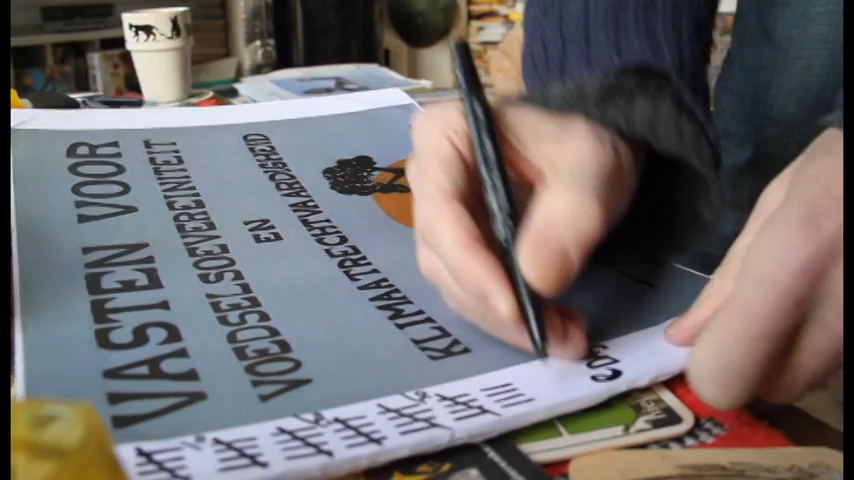 VASTEN VOOR
VOEDSELSOEVEREINITEIT
EN
KLIMAATRECHTVAARDIGHEID